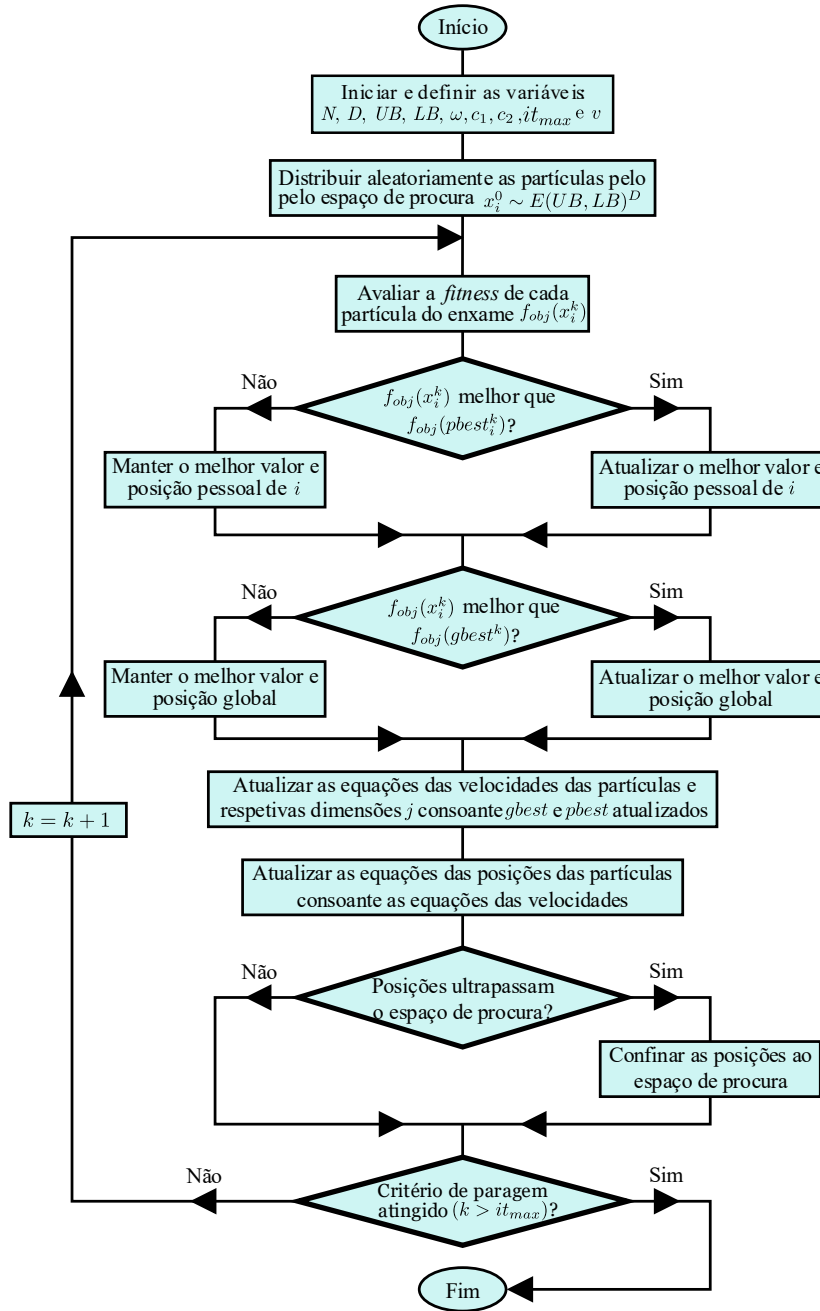 Início
Iniciar e definir as variáveis
N, D, UB, LB, ω, c₁, c₂ ,it_max e v
Distribuir aleatoriamente as partículas pelo
pelo espaço de procura x_i^0 ∼ E(UB, LB)^D
Avaliar a fitness de cada
partícula do enxame f_obj(x_i^k)
Não
Sim
f_obj(x_i^k) melhor que
f_obj(pbest_i^k)?
Manter o melhor valor e
posição pessoal de i
Atualizar o melhor valor e
posição pessoal de i
Não
Sim
f_obj(x_i^k) melhor que
f_obj(gbest^k)?
Manter o melhor valor e
posição global
Atualizar o melhor valor e
posição global
Atualizar as equações das velocidades das partículas e
respetivas dimensões j consoante gbest e pbest atualizados
k = k + 1
Atualizar as equações das posições das partículas
consoante as equações das velocidades
Não
Sim
Posições ultrapassam
o espaço de procura?
Confinar as posições ao
espaço de procura
Não
Sim
Critério de paragem
atingido (k > it_max)?
Fim